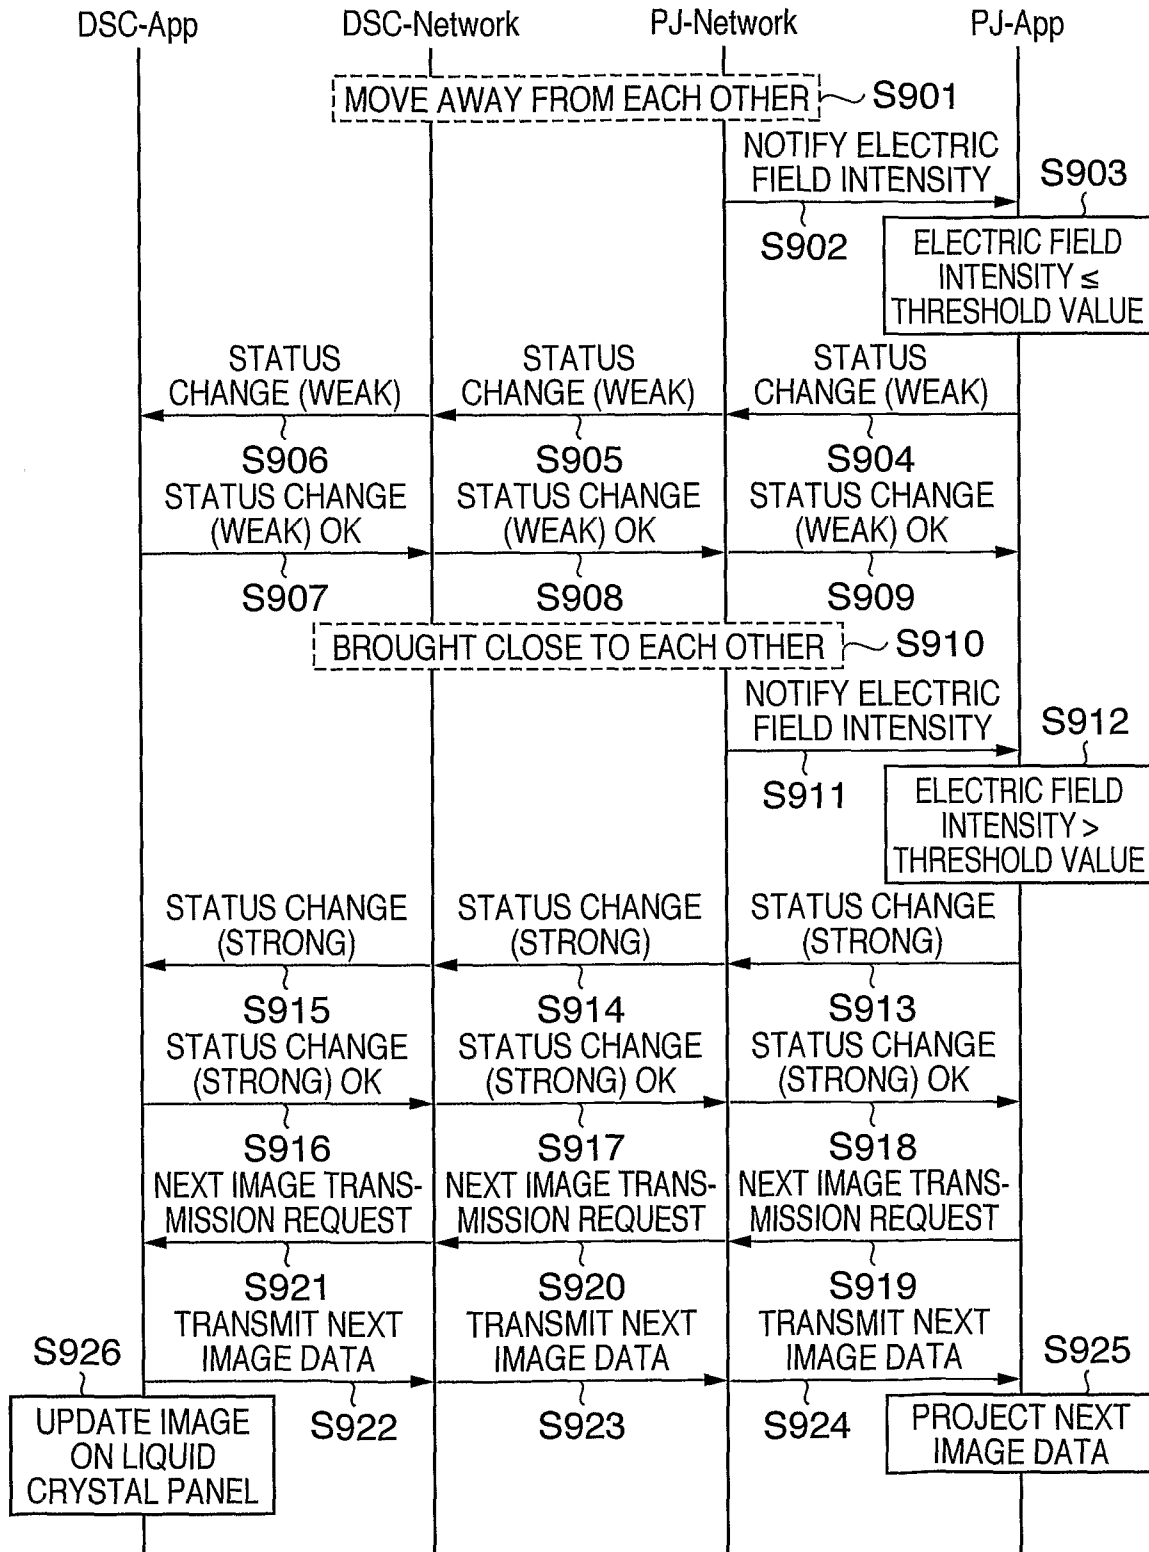 DSC-App DSC-Network PJ-Network PJ-App
MOVE AWAY FROM EACH OTHER S901
NOTIFY ELECTRIC
FIELD INTENSITY
S902
S903
ELECTRIC FIELD
INTENSITY ≤
THRESHOLD VALUE
STATUS
CHANGE (WEAK)
STATUS
CHANGE (WEAK)
STATUS
CHANGE (WEAK)
S906 S905 S904
STATUS CHANGE
(WEAK) OK
STATUS CHANGE
(WEAK) OK
STATUS CHANGE
(WEAK) OK
S907 S908 S909
BROUGHT CLOSE TO EACH OTHER S910
NOTIFY ELECTRIC
FIELD INTENSITY
S911
S912
ELECTRIC FIELD
INTENSITY >
THRESHOLD VALUE
STATUS CHANGE
(STRONG)
STATUS CHANGE
(STRONG)
STATUS CHANGE
(STRONG)
S915 S914 S913
STATUS CHANGE
(STRONG) OK
STATUS CHANGE
(STRONG) OK
STATUS CHANGE
(STRONG) OK
S916 S917 S918
NEXT IMAGE TRANS-
MISSION REQUEST
NEXT IMAGE TRANS-
MISSION REQUEST
NEXT IMAGE TRANS-
MISSION REQUEST
S921 S920 S919
TRANSMIT NEXT
IMAGE DATA
TRANSMIT NEXT
IMAGE DATA
TRANSMIT NEXT
IMAGE DATA
S922 S923 S924
S926
UPDATE IMAGE
ON LIQUID
CRYSTAL PANEL
S925
PROJECT NEXT
IMAGE DATA